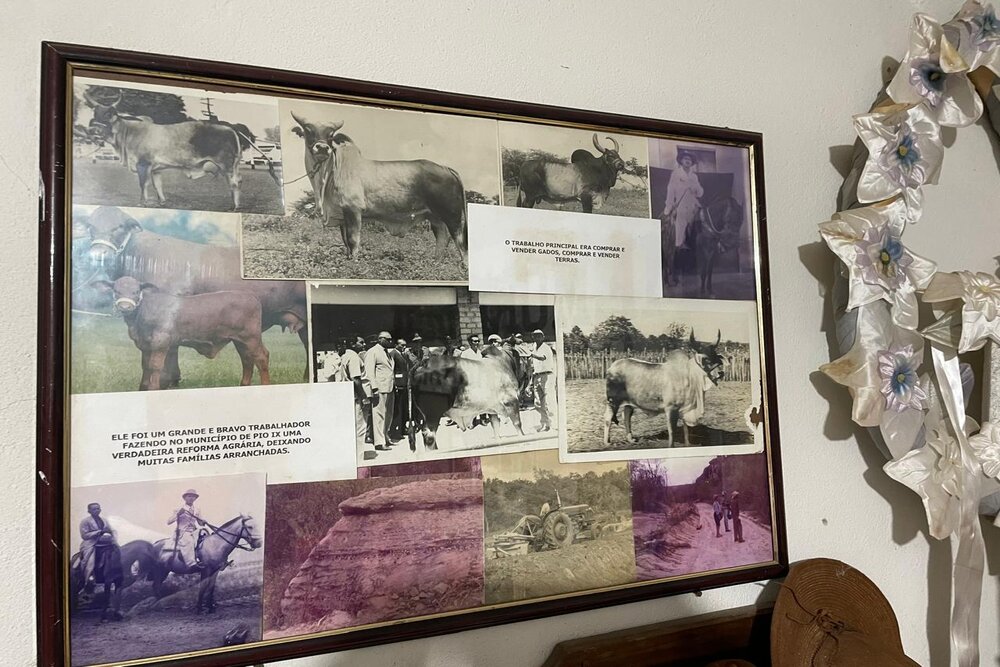 O TRABALHO PRINCIPAL ERA COMPRAR E
VENDER GADOS, COMPRAR E VENDER
TERRAS.
ELE FOI UM GRANDE E BRAVO TRABALHADOR
FAZENDO NO MUNICÍPIO DE PIO IX UMA
VERDADEIRA REFORMA AGRÁRIA, DEIXANDO
MUITAS FAMÍLIAS ARRANCHADAS.